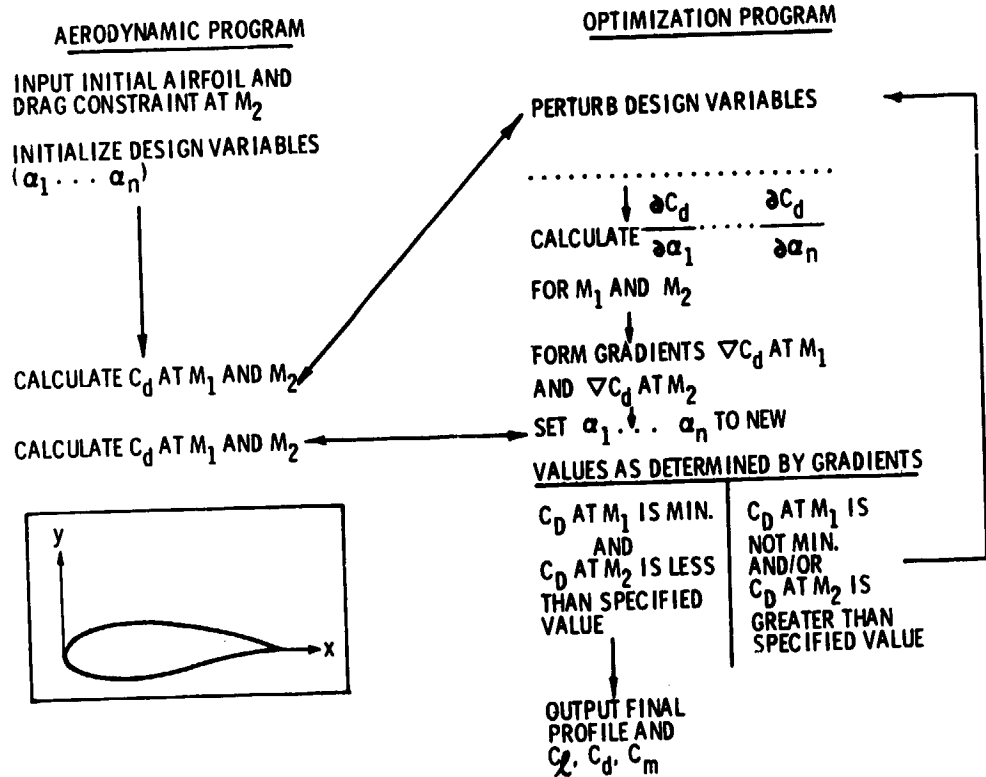 AERODYNAMIC PROGRAM
INPUT INITIAL AIRFOIL AND
DRAG CONSTRAINT AT M2
INITIALIZE DESIGN VARIABLES
(α1 . . . αn)
CALCULATE Cd AT M1 AND M2
CALCULATE Cd AT M1 AND M2
y
x
OPTIMIZATION PROGRAM
PERTURB DESIGN VARIABLES
CALCULATE ∂Cd/∂α1 ..... ∂Cd/∂αn
FOR M1 AND M2
FORM GRADIENTS ∇Cd AT M1
AND ∇Cd AT M2
SET α1 . . . αn TO NEW
VALUES AS DETERMINED BY GRADIENTS
CD AT M1 IS MIN.
AND
CD AT M2 IS LESS
THAN SPECIFIED
VALUE
CD AT M1 IS
NOT MIN.
AND/OR
CD AT M2 IS
GREATER THAN
SPECIFIED VALUE
OUTPUT FINAL
PROFILE AND
Cℓ, Cd, Cm